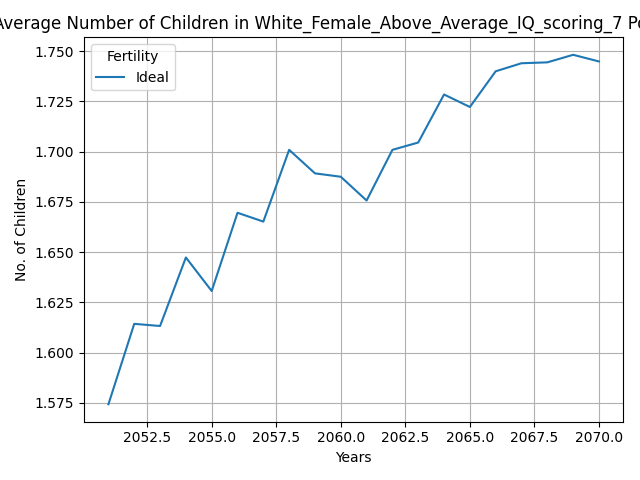 Average Number of Children in White_Female_Above_Average_IQ_scoring_7
Fertility
Ideal
No. of Children
1.750
1.725
1.700
1.675
1.650
1.625
1.600
1.575
2052.5 2055.0 2057.5 2060.0 2062.5 2065.0 2067.5 2070.0
Years